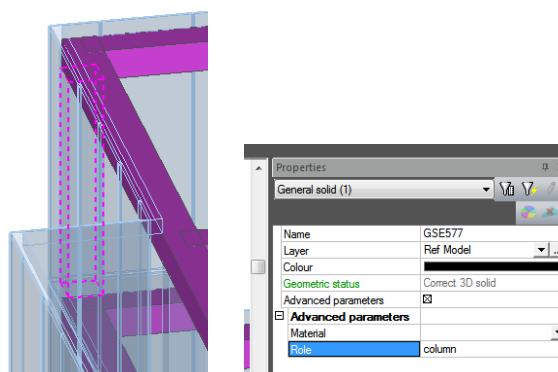 Properties
General solid (1)
Name GSE577
Layer Ref Model
Colour
Geometric status Correct 3D solid
Advanced parameters
Advanced parameters
Material
Role column